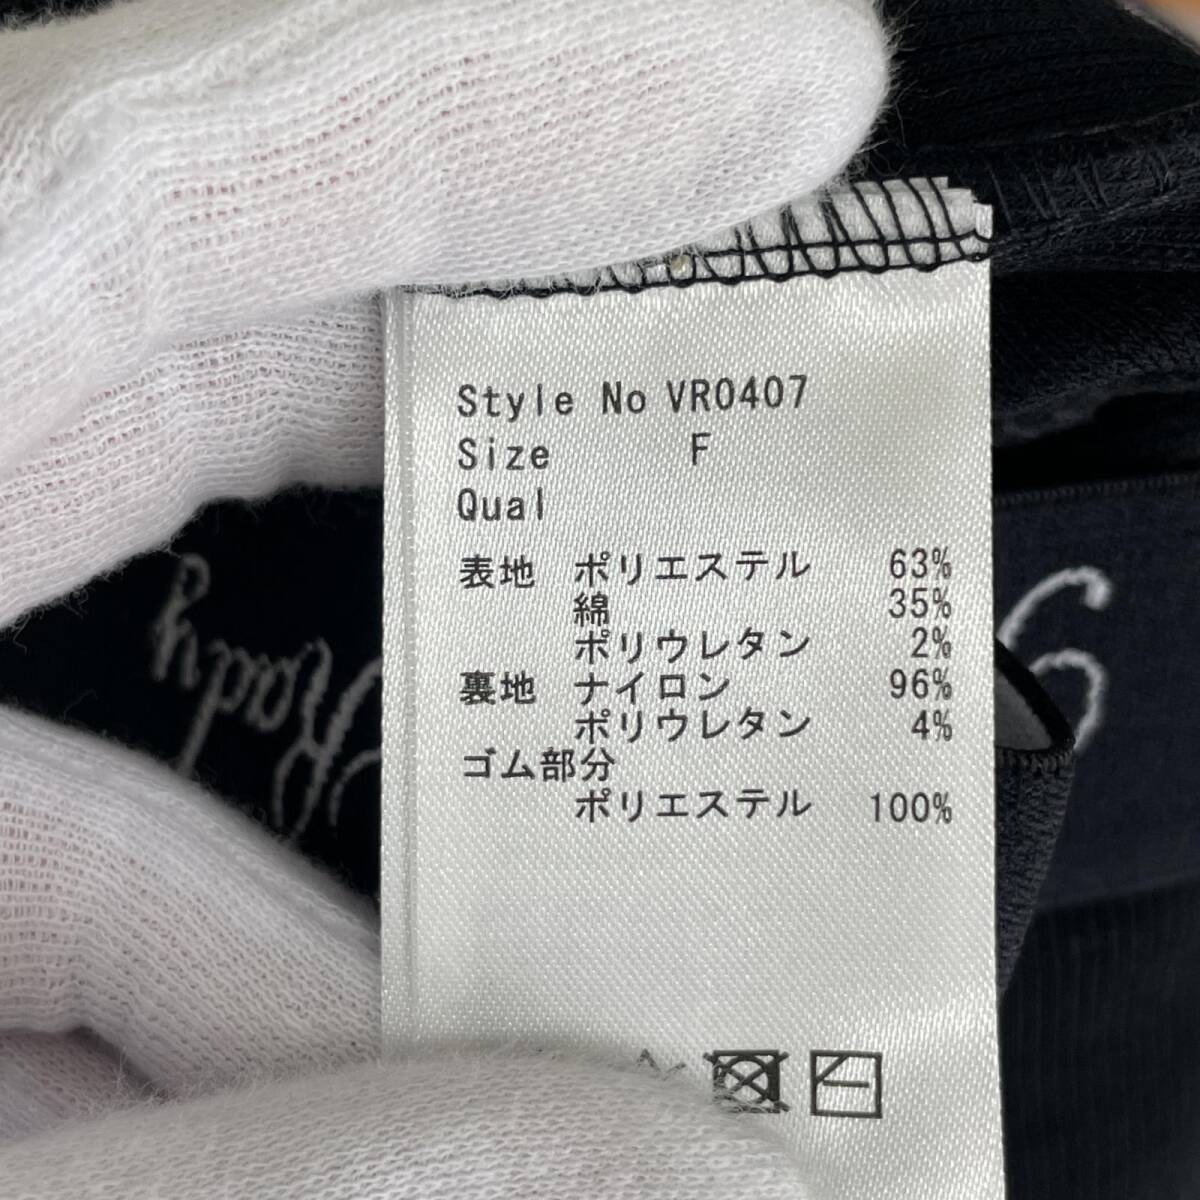 Style No VR0407
Size F
Qual
表地 ポリエステル 63%
綿 35%
ポリウレタン 2%
裏地 ナイロン 96%
ポリウレタン 4%
ゴム部分
ポリエステル 100%
Rady